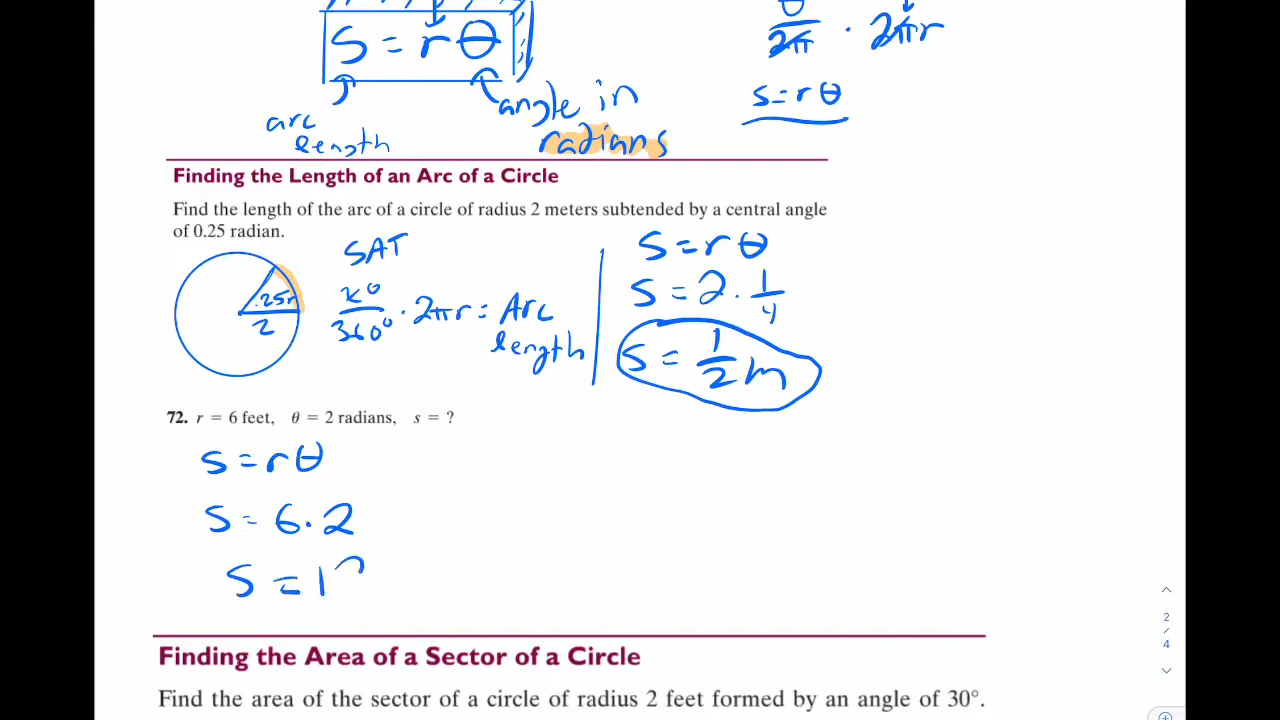 s = rθ
θ/2π · 2πr
s = rθ
arc length
angle in radians
Finding the Length of an Arc of a Circle
Find the length of the arc of a circle of radius 2 meters subtended by a central angle
of 0.25 radian.
SAT
x°/360° · 2πr = Arc length
.25r
2
s = rθ
s = 2 · 1/4
s = 1/2 m
72. r = 6 feet, θ = 2 radians, s = ?
s = rθ
s = 6 · 2
s = 1
2
/
4
Finding the Area of a Sector of a Circle
Find the area of the sector of a circle of radius 2 feet formed by an angle of 30°.